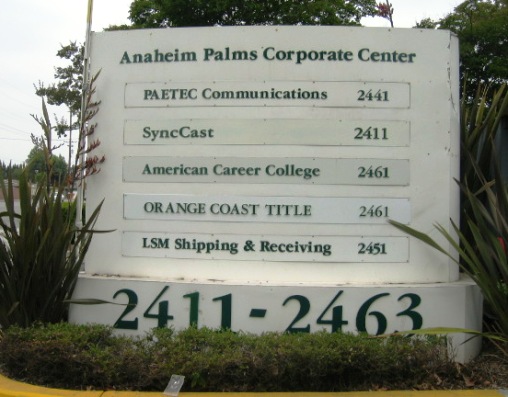 Anaheim Palms Corporate Center
PAETEC Communications 2441
SyncCast 2411
American Career College 2461
ORANGE COAST TITLE 2461
LSM Shipping & Receiving 2451
2411-2463